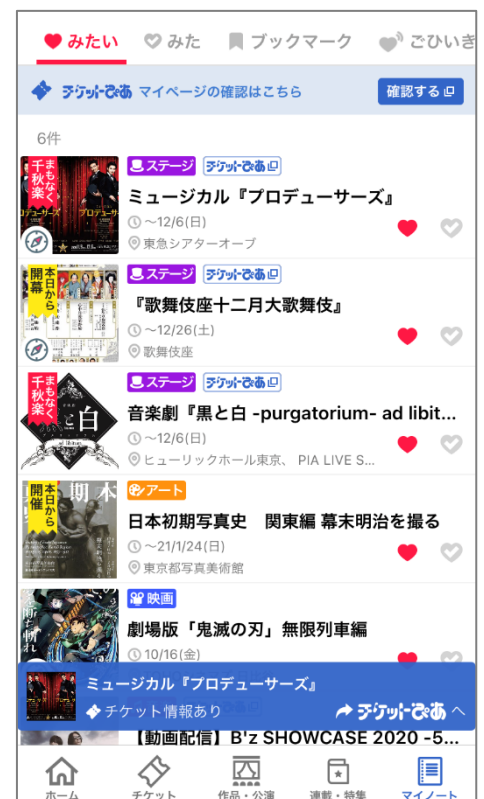 みたい みた ブックマーク ごひいき
チケットぴあ マイページの確認はこちら 確認する
6件
まもなく千秋楽
ステージ チケットぴあ
ミュージカル『プロデューサーズ』
～12/6(日)
東急シアターオーブ
本日から開幕
ステージ チケットぴあ
『歌舞伎座十二月大歌舞伎』
～12/26(土)
歌舞伎座
まもなく千秋楽
ステージ チケットぴあ
音楽劇『黒と白 -purgatorium- ad libit...
～12/6(日)
ヒューリックホール東京、 PIA LIVE S...
と白
ad libitum
本日から開催
アート
日本初期写真史 関東編 幕末明治を撮る
～21/1/24(日)
東京都写真美術館
映画
劇場版「鬼滅の刃」無限列車編
10/16(金)
を断ち斬れ
ミュージカル『プロデューサーズ』
チケット情報あり チケットぴあ
【動画配信】B'z SHOWCASE 2020 -5...
ホーム チケット 作品・公演 連載・特集 マイノート